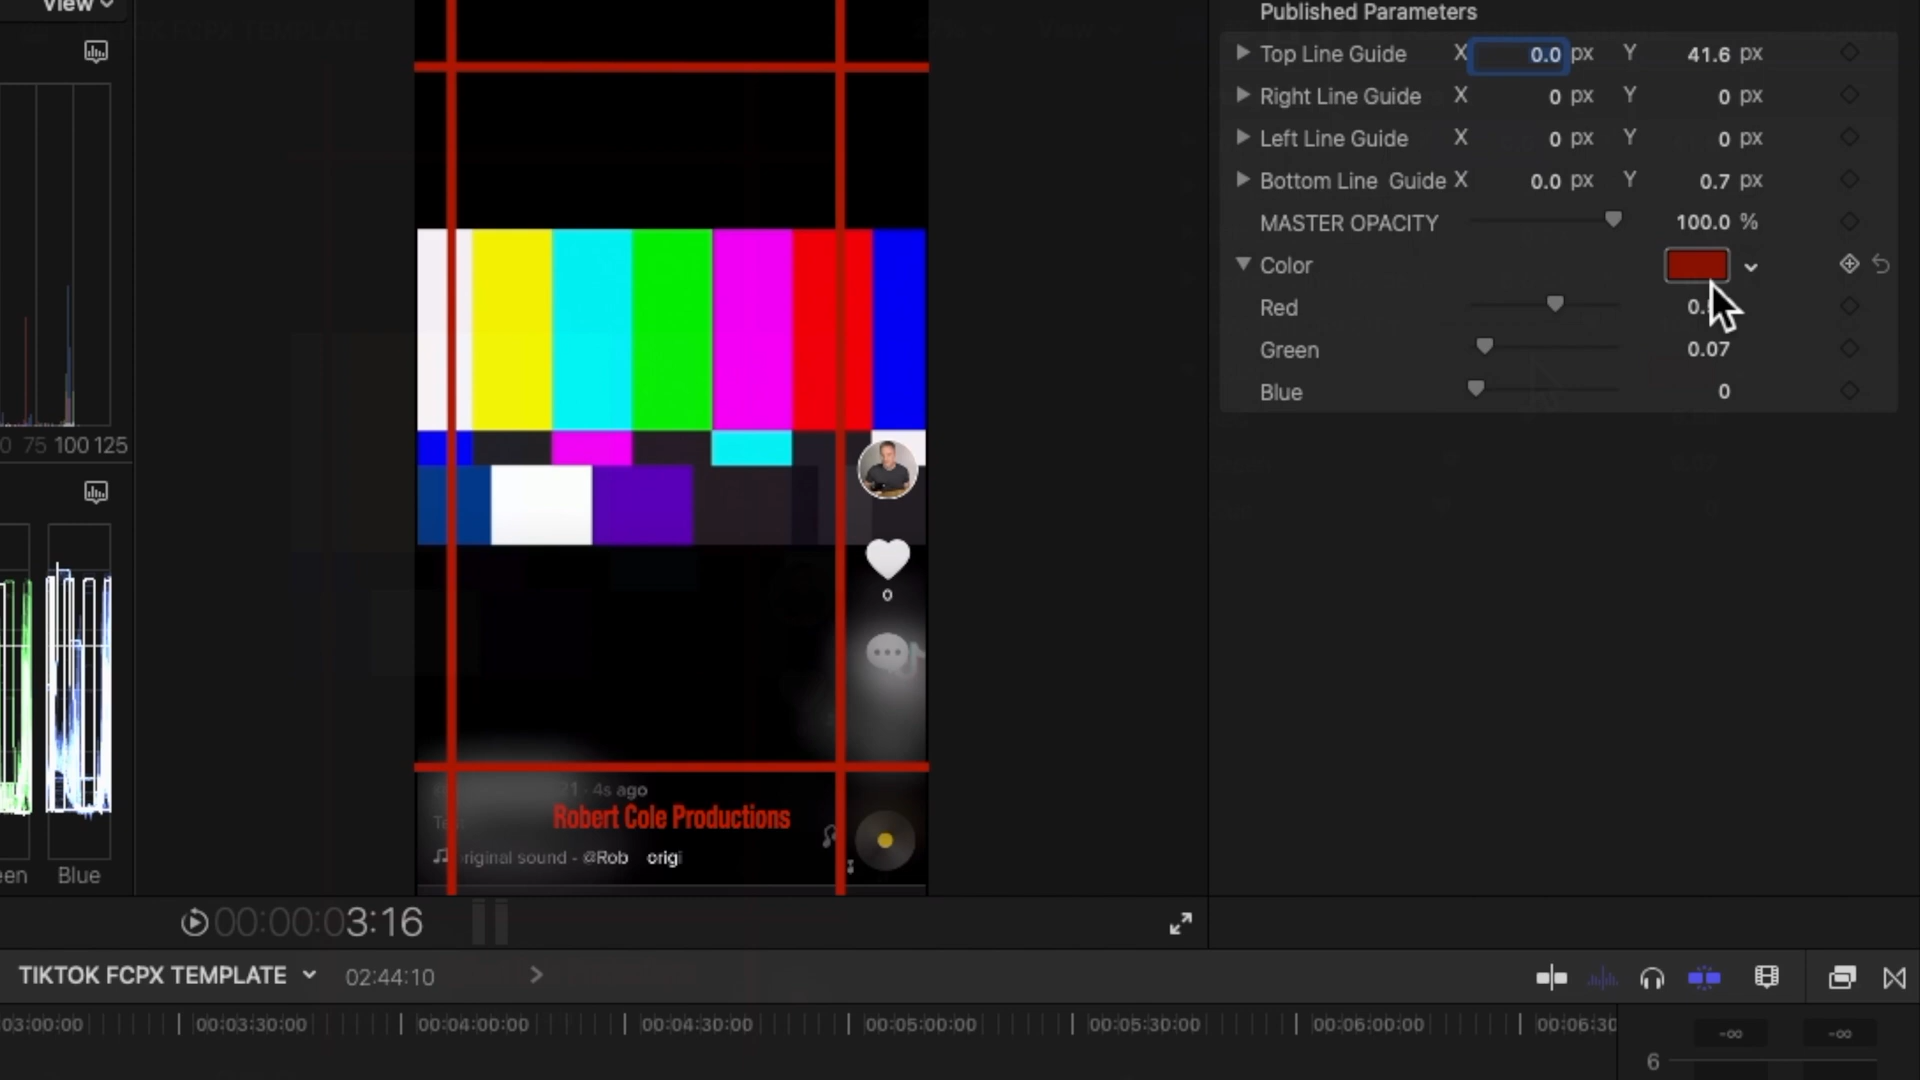 View
Published Parameters
Top Line Guide X 0.0 px Y 41.6 px
Right Line Guide X 0 px Y 0 px
Left Line Guide X 0 px Y 0 px
Bottom Line Guide X 0.0 px Y 0.7 px
MASTER OPACITY 100.0 %
Color
Red 0.
Green 0.07
Blue 0
0 75 100 125
een Blue
0
4s ago
Robert Cole Productions
riginal sound - @Rob origi
00:00:03:16
TIKTOK FCPX TEMPLATE 02:44:10
03:00:00 00:03:30:00 00:04:00:00 00:04:30:00 00:05:00:00 00:05:30:00 00:06:00:00 00:06:30
-∞ -∞
6